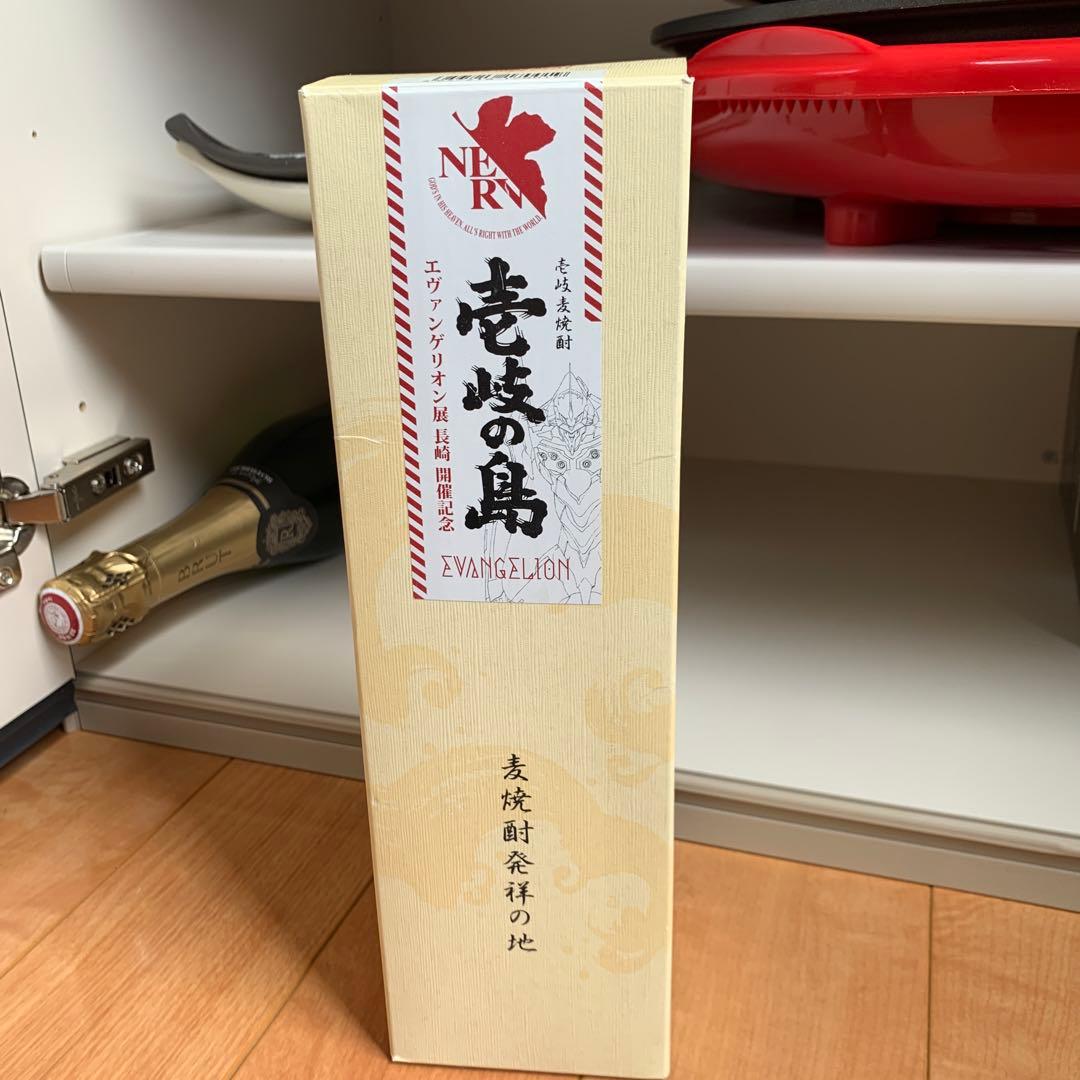 NERV
GOD'S IN HIS HEAVEN. ALL'S RIGHT WITH THE WORLD.
壱岐麦焼酎
壱岐の島
エヴァンゲリオン展 長崎 開催記念
EVANGELION
麦焼酎発祥の地
BRUT
R